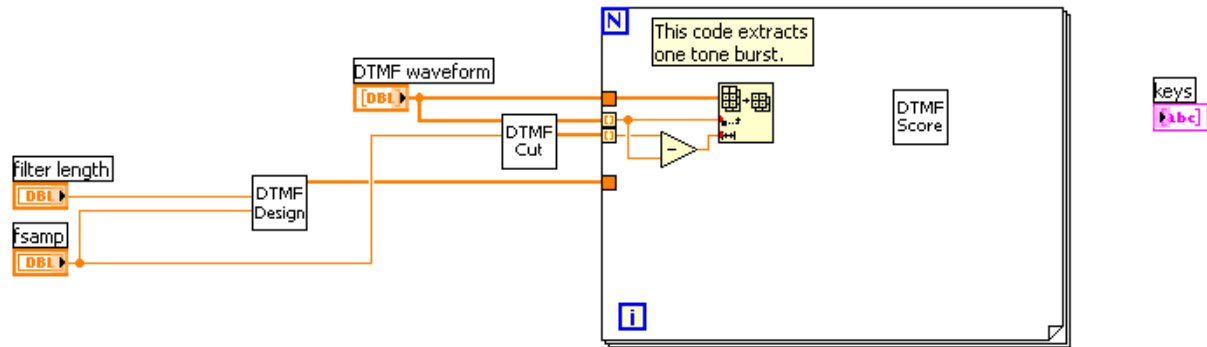 N
This code extracts
one tone burst.
DTMF waveform
[DBL]
keys
[abc]
DTMF
Score
DTMF
Cut
filter length
DBL
DTMF
Design
fsamp
DBL
i